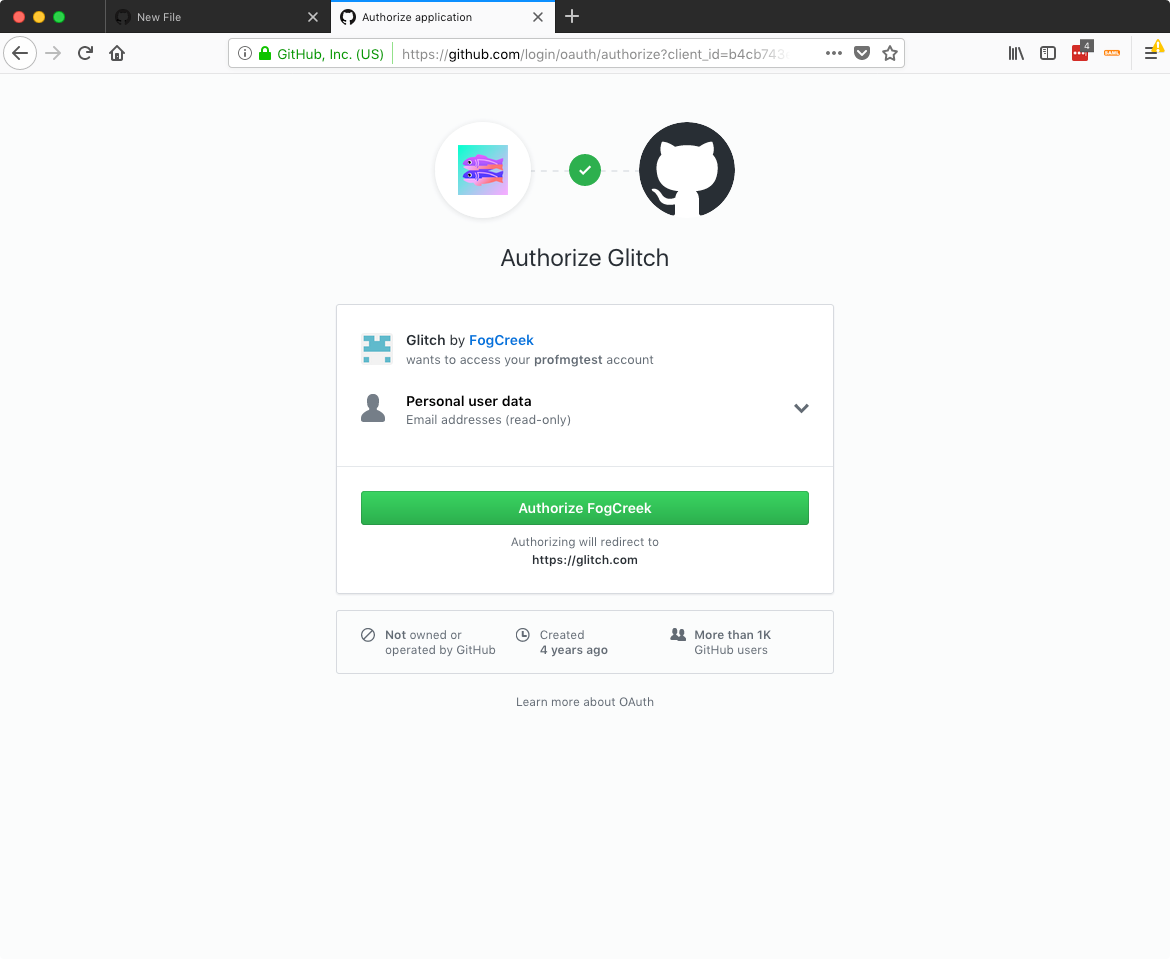 New File
Authorize application
GitHub, Inc. (US)
https://github.com/login/oauth/authorize?client_id=b4cb743
4
SAML
Authorize Glitch
Glitch by FogCreek
wants to access your profmgtest account
Personal user data
Email addresses (read-only)
Authorize FogCreek
Authorizing will redirect to
https://glitch.com
Not owned or
operated by GitHub
Created
4 years ago
More than 1K
GitHub users
Learn more about OAuth